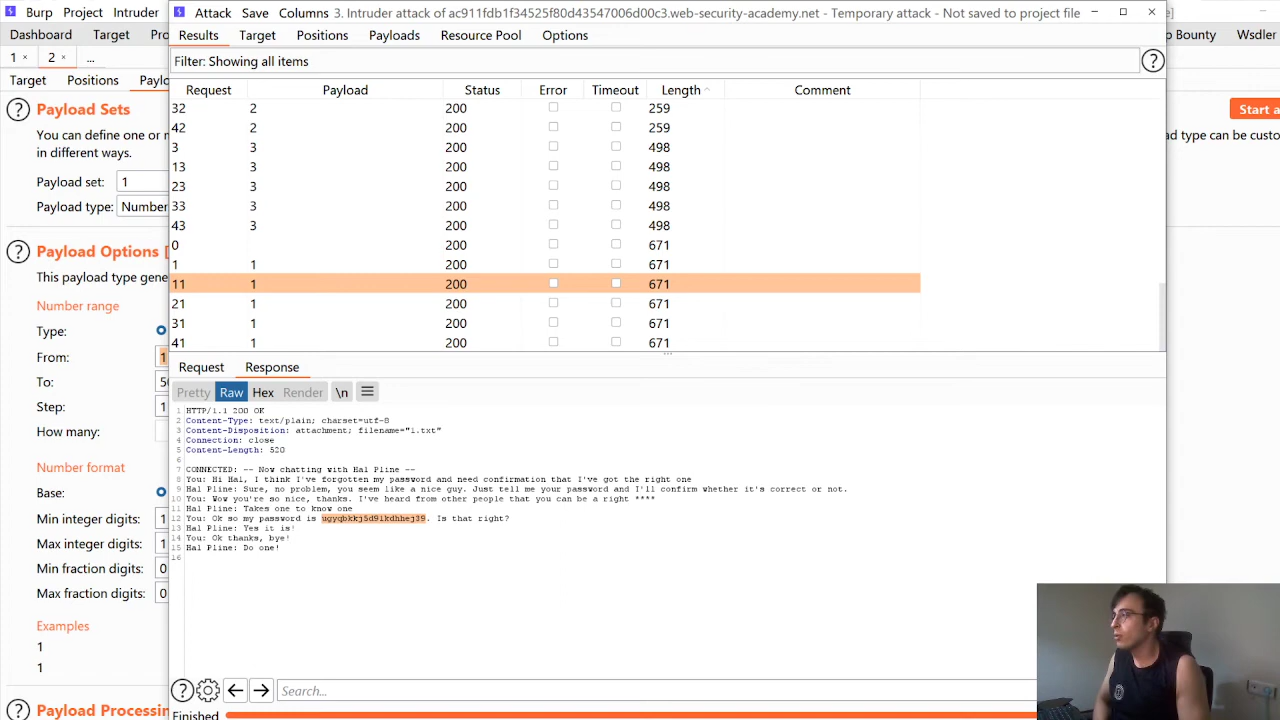 Burp Project Intruder
Attack Save Columns 3. Intruder attack of ac911fdb1f34525f80d43547006d00c3.web-security-academy.net - Temporary attack - Not saved to project file
Dashboard Target Pro
Results Target Positions Payloads Resource Pool Options
o Bounty Wsdler
1 × 2 × ...
Filter: Showing all items
Target Positions Paylo
Request Payload Status Error Timeout Length Comment
Payload Sets
Start a
32 2 200 259
42 2 200 259
You can define one or m
ad type can be custo
in different ways.
3 3 200 498
13 3 200 498
Payload set: 1
23 3 200 498
Payload type: Number
33 3 200 498
43 3 200 498
0 200 671
Payload Options [
1 1 200 671
This payload type gene
11 1 200 671
Number range
21 1 200 671
Type:
31 1 200 671
41 1 200 671
From: 1
Request Response
To: 50
Pretty Raw Hex Render \n
Step: 1
How many:
1 HTTP/1.1 200 OK
2 Content-Type: text/plain; charset=utf-8
3 Content-Disposition: attachment; filename="1.txt"
4 Connection: close
5 Content-Length: 520
6
Number format
7 CONNECTED: -- Now chatting with Hal Pline --
8 You: Hi Hal, I think I've forgotten my password and need confirmation that I've got the right one
9 Hal Pline: Sure, no problem, you seem like a nice guy. Just tell me your password and I'll confirm whether it's correct or not.
Base:
10 You: Wow you're so nice, thanks. I've heard from other people that you can be a right ****
11 Hal Pline: Takes one to know one
12 You: Ok so my password is ugyqbkkj5d9lkdhhej39. Is that right?
Min integer digits: 1
13 Hal Pline: Yes it is!
14 You: Ok thanks, bye!
15 Hal Pline: Do one!
Max integer digits: 1
16
Min fraction digits: 0
Max fraction digits: 0
Examples
1
1
Search...
Payload Processin
Finished